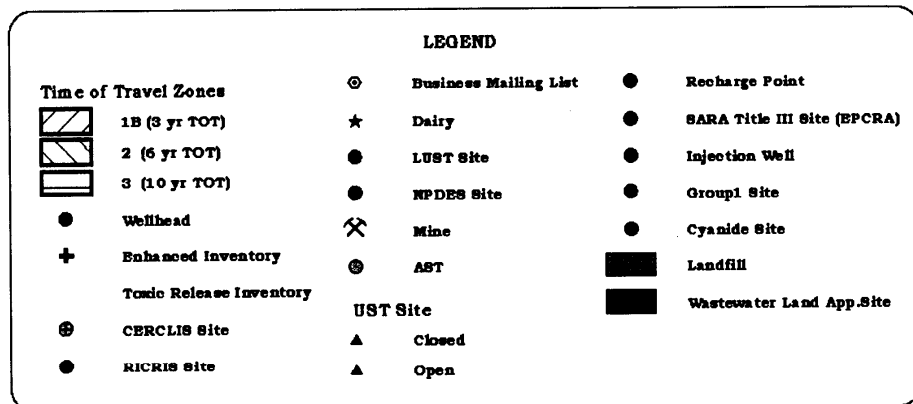 LEGEND
Time of Travel Zones
1B (3 yr TOT)
2 (6 yr TOT)
3 (10 yr TOT)
Wellhead
Enhanced Inventory
Toxic Release Inventory
CERCLIS Site
RICRIS Site
Business Mailing List
Dairy
LUST Site
NPDES Site
Mine
AST
UST Site
Closed
Open
Recharge Point
SARA Title III Site (EPCRA)
Injection Well
Group1 Site
Cyanide Site
Landfill
Wastewater Land App.Site